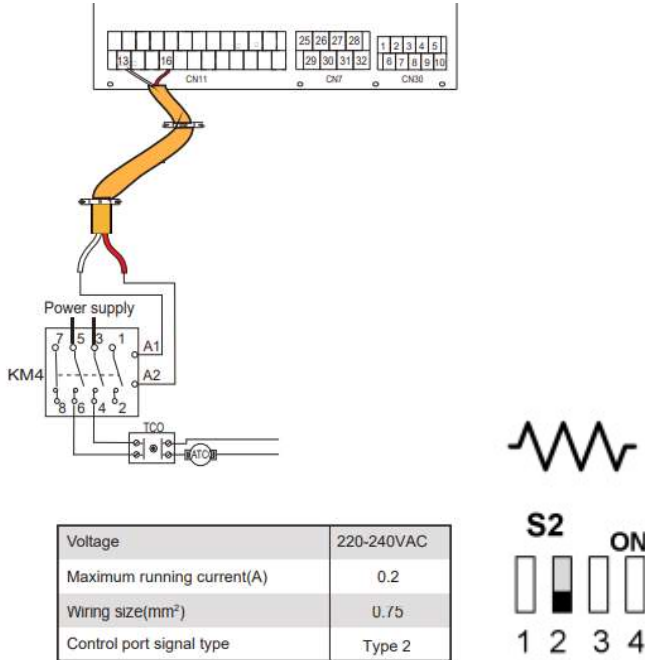 25 26 27 28
1 2 3 4 5
13 16
29 30 31 32
6 7 8 9 10
CN11 CN7 CN30
Power supply
7 5 3 1
A1
KM4
A2
8 6 4 2
TCO
ATCO
S2
ON
1 2 3 4
Voltage 220-240VAC
Maximum running current(A) 0.2
Wiring size(mm²) 0.75
Control port signal type Type 2